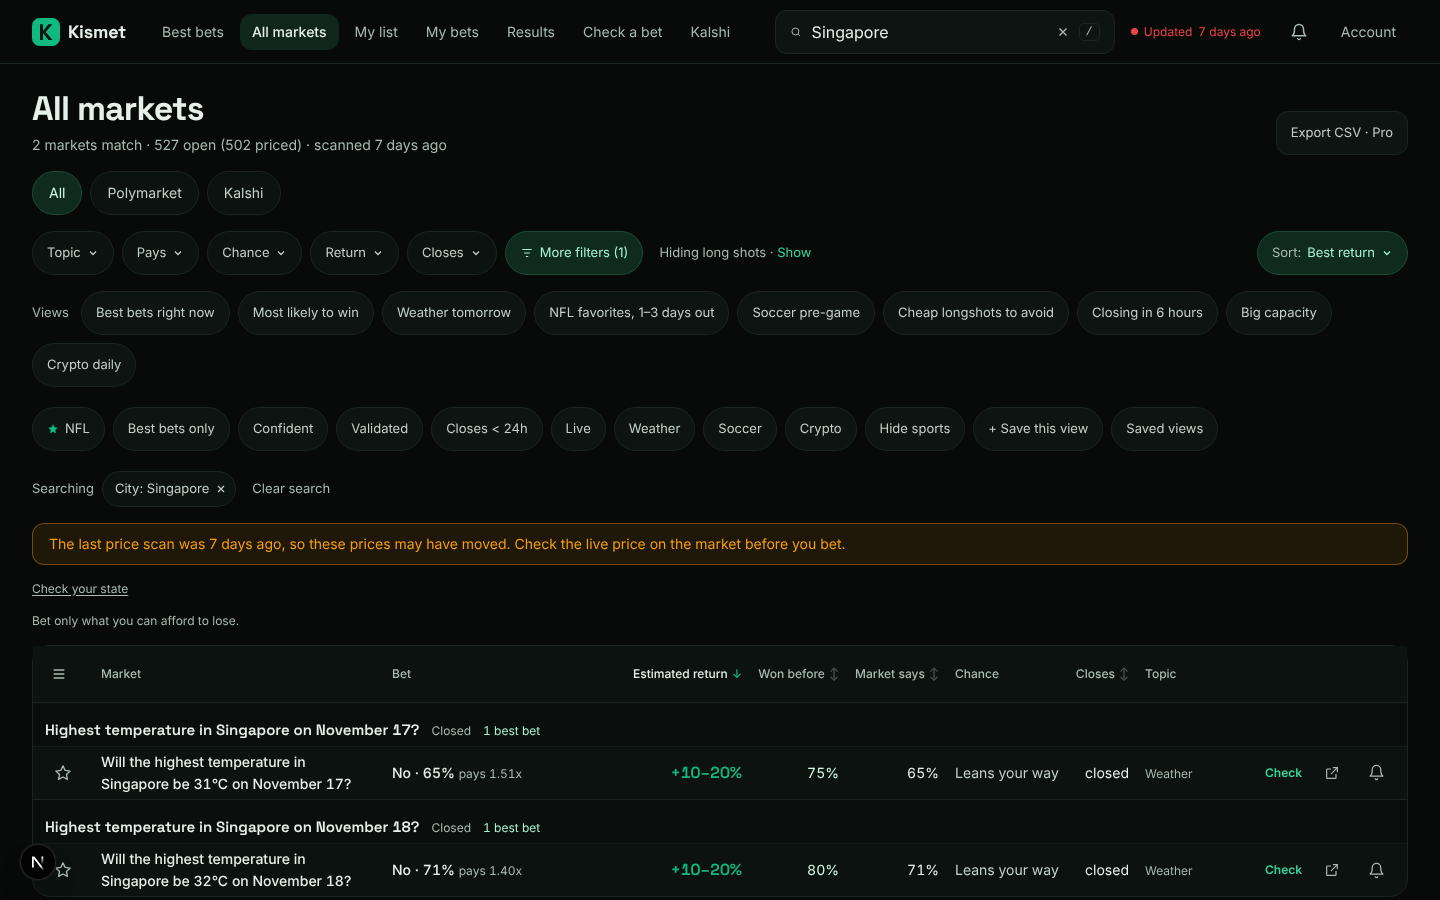 K Kismet Best bets All markets My list My bets Results Check a bet Kalshi Singapore / Updated 7 days ago Account
All markets
2 markets match · 527 open (502 priced) · scanned 7 days ago
Export CSV · Pro
All Polymarket Kalshi
Topic Pays Chance Return Closes More filters (1) Hiding long shots · Show Sort: Best return
Views Best bets right now Most likely to win Weather tomorrow NFL favorites, 1–3 days out Soccer pre-game Cheap longshots to avoid Closing in 6 hours Big capacity
Crypto daily
NFL Best bets only Confident Validated Closes < 24h Live Weather Soccer Crypto Hide sports + Save this view Saved views
Searching City: Singapore × Clear search
The last price scan was 7 days ago, so these prices may have moved. Check the live price on the market before you bet.
Check your state
Bet only what you can afford to lose.
Market Bet Estimated return ↓ Won before Market says Chance Closes Topic
Highest temperature in Singapore on November 17? Closed 1 best bet
Will the highest temperature in
Singapore be 31°C on November 17?
No · 65% pays 1.51x +10–20% 75% 65% Leans your way closed Weather Check
Highest temperature in Singapore on November 18? Closed 1 best bet
Will the highest temperature in
Singapore be 32°C on November 18?
No · 71% pays 1.40x +10–20% 80% 71% Leans your way closed Weather Check
N